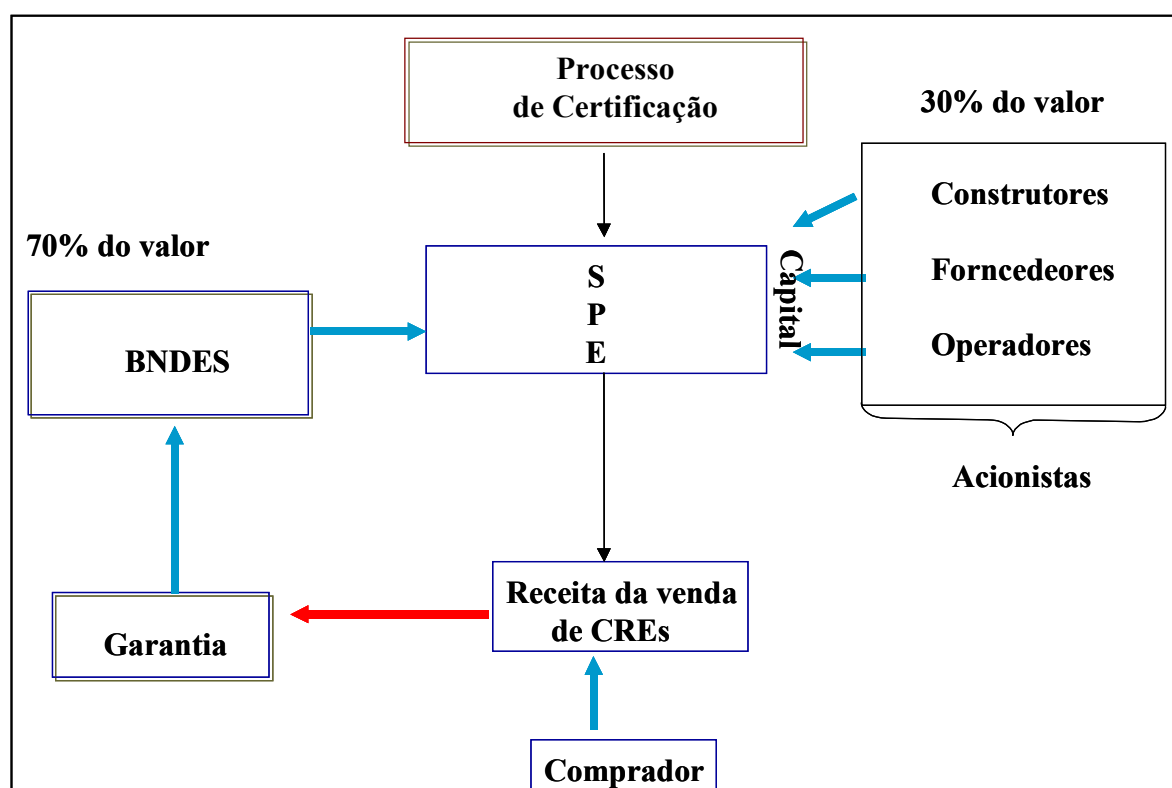 Processo
de Certificação
30% do valor
Construtores
70% do valor
S
P
E
Capital
Forncedeores
BNDES
Operadores
Acionistas
Receita da venda
de CREs
Garantia
Comprador